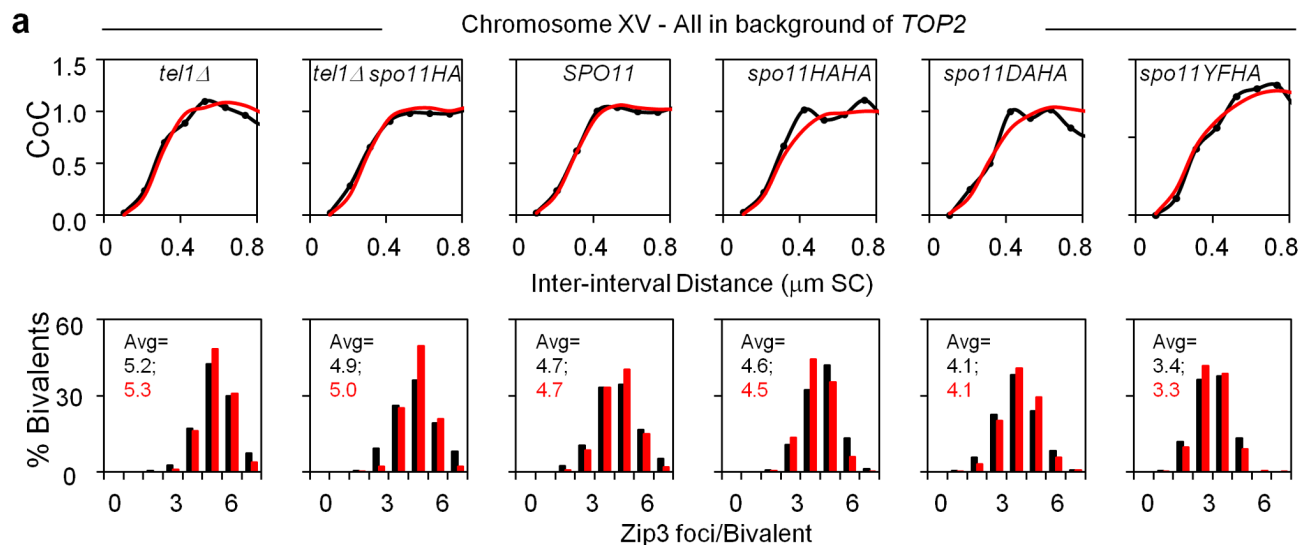 a
Chromosome XV - All in background of TOP2
tel1Δ
tel1Δ spo11HA
SPO11
spo11HAHA
spo11DAHA
spo11YFHA
CoC
1.5
1.0
0.5
0.0
0 0.4 0.8
0 0.4 0.8
0 0.4 0.8
0 0.4 0.8
0 0.4 0.8
0 0.4 0.8
Inter-interval Distance (μm SC)
% Bivalents
60
30
0
Avg=
5.2;
5.3
Avg=
4.9;
5.0
Avg=
4.7;
4.7
Avg=
4.6;
4.5
Avg=
4.1;
4.1
Avg=
3.4;
3.3
0 3 6
0 3 6
0 3 6
0 3 6
0 3 6
0 3 6
Zip3 foci/Bivalent